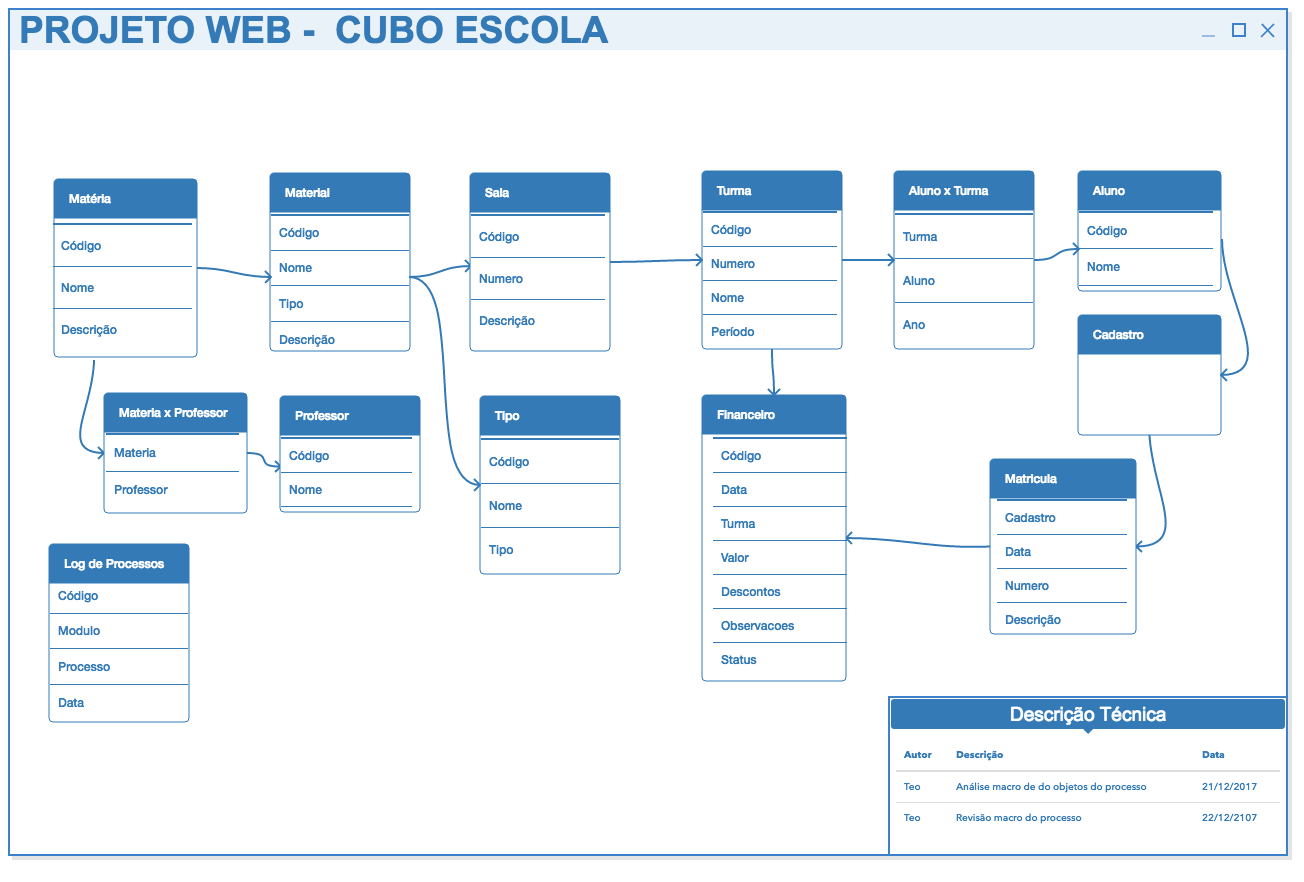 PROJETO WEB - CUBO ESCOLA
Matéria
Código
Nome
Descrição
Material
Código
Nome
Tipo
Descrição
Sala
Código
Numero
Descrição
Turma
Código
Numero
Nome
Período
Aluno x Turma
Turma
Aluno
Ano
Aluno
Código
Nome
Cadastro
Materia x Professor
Materia
Professor
Professor
Código
Nome
Tipo
Código
Nome
Tipo
Financeiro
Código
Data
Turma
Valor
Descontos
Observacoes
Status
Matricula
Cadastro
Data
Numero
Descrição
Log de Processos
Código
Modulo
Processo
Data
Descrição Técnica
Autor Descrição Data
Teo Análise macro de do objetos do processo 21/12/2017
Teo Revisão macro do processo 22/12/2107